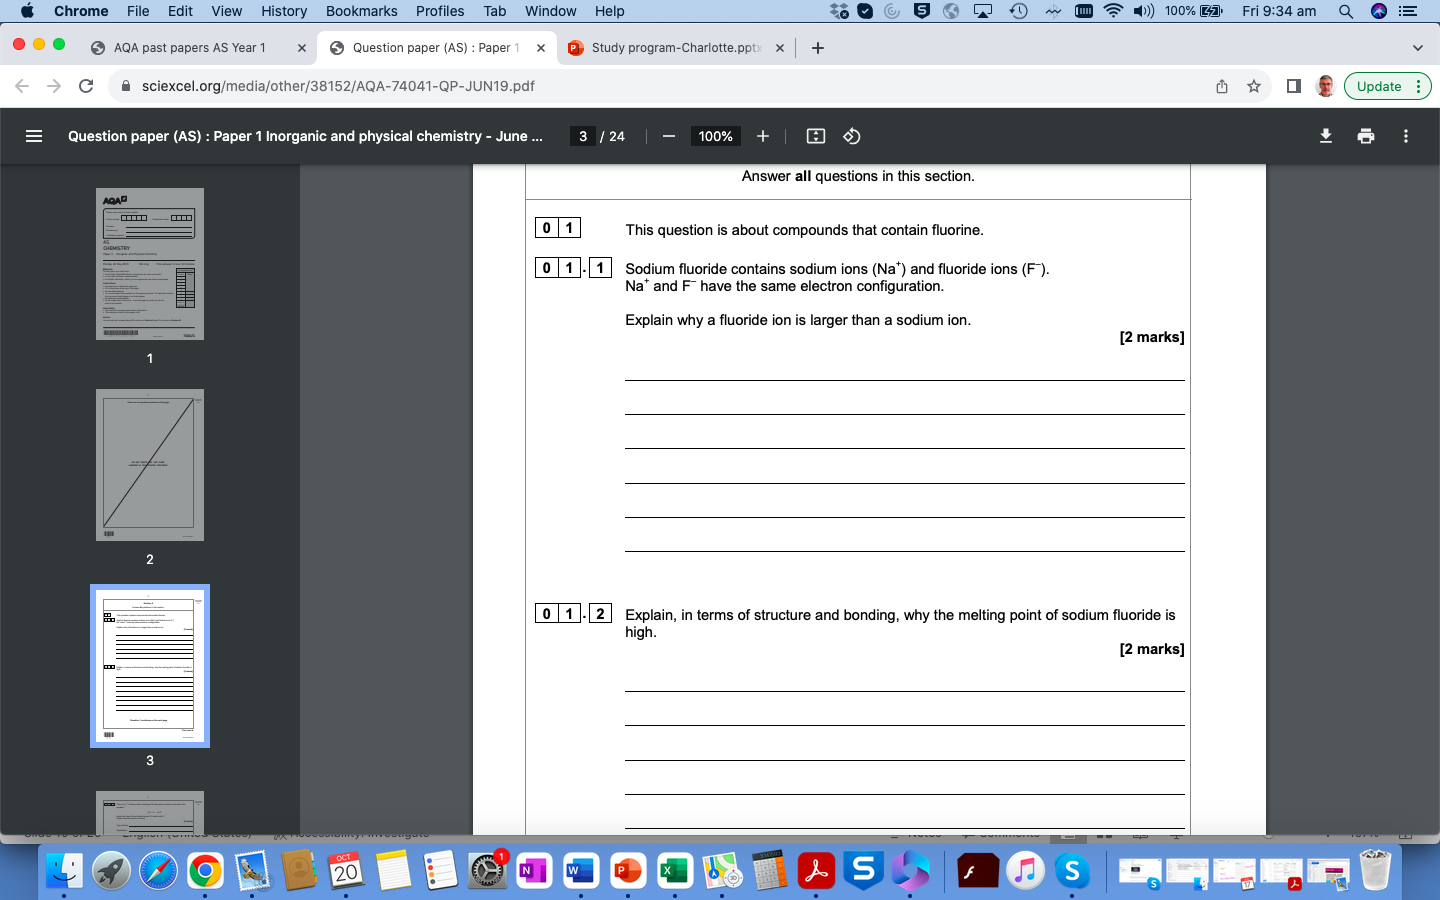 Chrome File Edit View History Bookmarks Profiles Tab Window Help 100% Fri 9:34 am
AQA past papers AS Year 1
Question paper (AS) : Paper 1
Study program-Charlotte.pptx
sciexcel.org/media/other/38152/AQA-74041-QP-JUN19.pdf
Update
Question paper (AS) : Paper 1 Inorganic and physical chemistry - June ...
3 / 24
100%
AQA
CHEMISTRY
1
2
3
Answer all questions in this section.
0 1 This question is about compounds that contain fluorine.
0 1 . 1 Sodium fluoride contains sodium ions (Na⁺) and fluoride ions (F⁻).
Na⁺ and F⁻ have the same electron configuration.
Explain why a fluoride ion is larger than a sodium ion.
[2 marks]
0 1 . 2 Explain, in terms of structure and bonding, why the melting point of sodium fluoride is
high.
[2 marks]
OCT
20
1
17